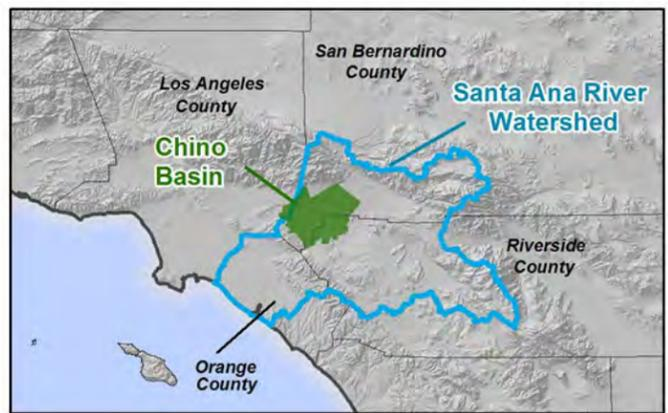 San Bernardino
County
Los Angeles
County
Santa Ana River
Watershed
Chino
Basin
Riverside
County
Orange
County